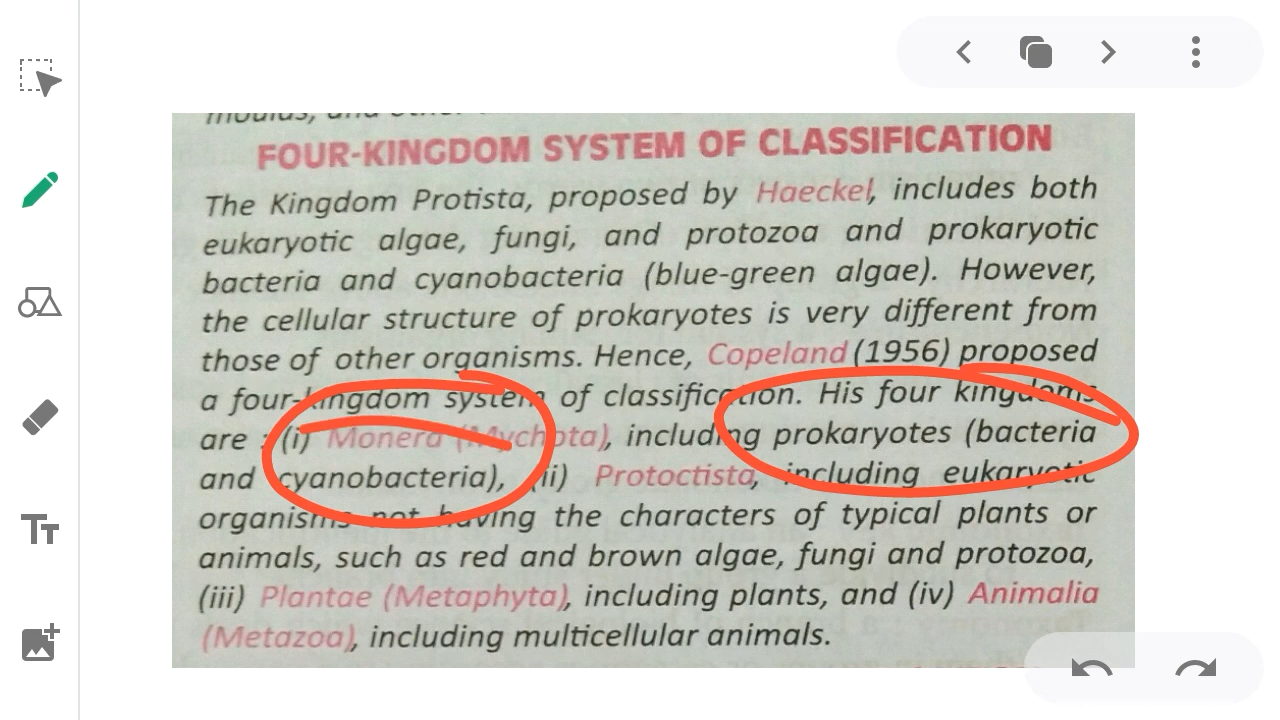 FOUR-KINGDOM SYSTEM OF CLASSIFICATION
The Kingdom Protista, proposed by Haeckel, includes both
eukaryotic algae, fungi, and protozoa and prokaryotic
bacteria and cyanobacteria (blue-green algae). However,
the cellular structure of prokaryotes is very different from
those of other organisms. Hence, Copeland (1956) proposed
a four-kingdom system of classification. His four kingdoms
are : (i) Monera (Mychota), including prokaryotes (bacteria
and cyanobacteria), (ii) Protoctista, including eukaryotic
organisms not having the characters of typical plants or
animals, such as red and brown algae, fungi and protozoa,
(iii) Plantae (Metaphyta), including plants, and (iv) Animalia
(Metazoa), including multicellular animals.